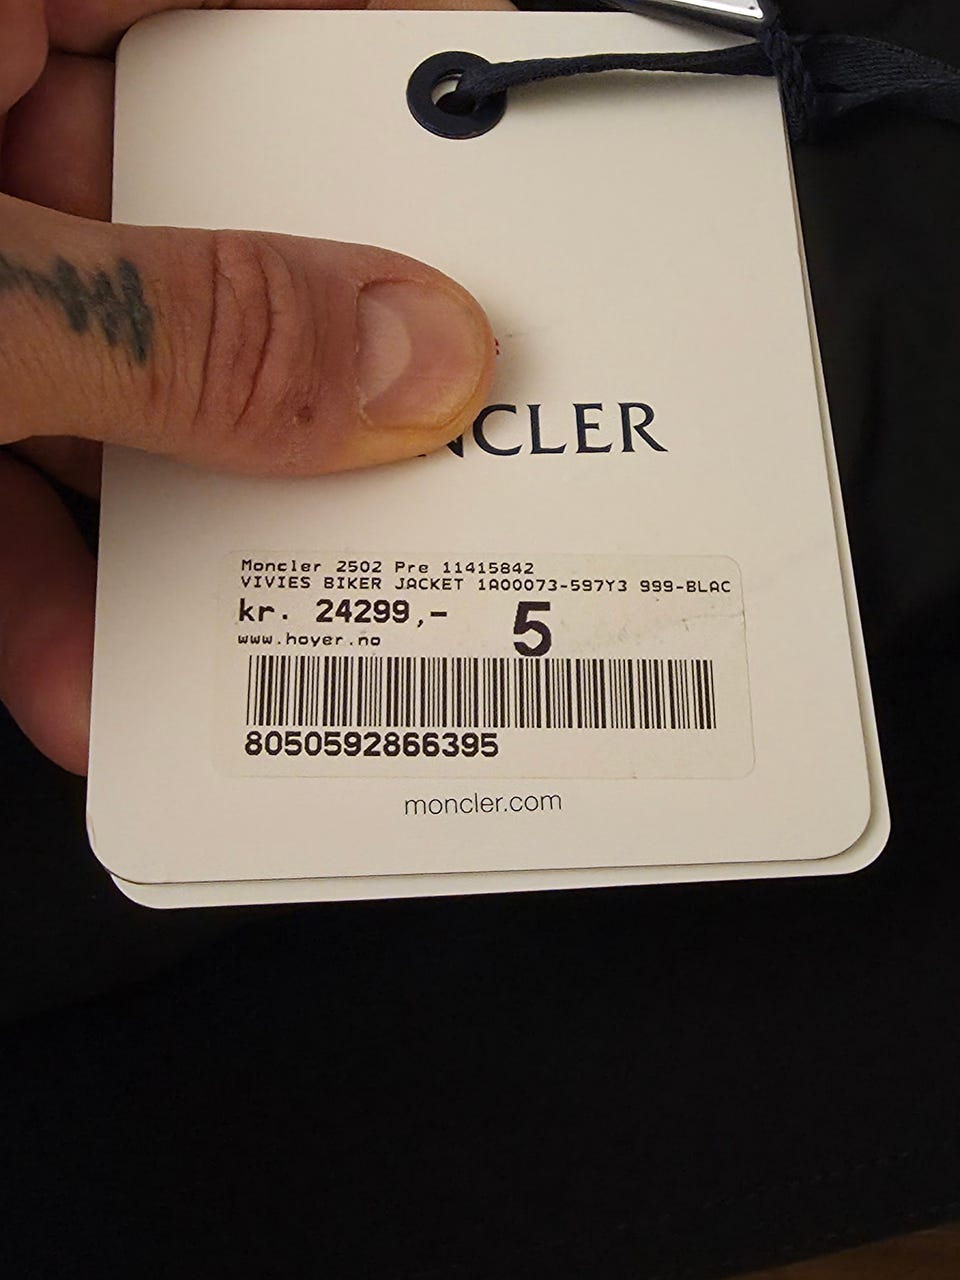 NCLER
Moncler 2502 Pre 11415842
VIVIES BIKER JACKET 1A00073-597Y3 999-BLAC
kr. 24299,- 5
www.hoyer.no
8050592866395
moncler.com